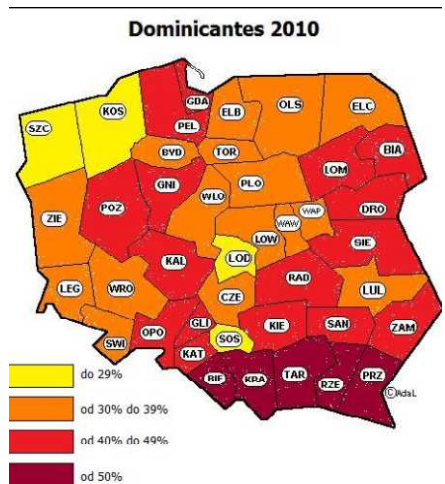 Dominicantes 2010
GDA
KOS
OLS
ELB
ELC
SZC
PEL
BIA
BYD
TOR
LOM
GNI
PLO
WLO
POZ
DRO
WAP
ZIE
WAW
LOW
SIE
KAL
LOD
RAD
LEG
WRO
LUL
CZE
GLI
OPO
KIE
SAN
ZAM
SOS
SWI
KAT
TAR
PRZ
BIE
KRA
RZE
©AdsL
do 29%
od 30% do 39%
od 40% do 49%
od 50%